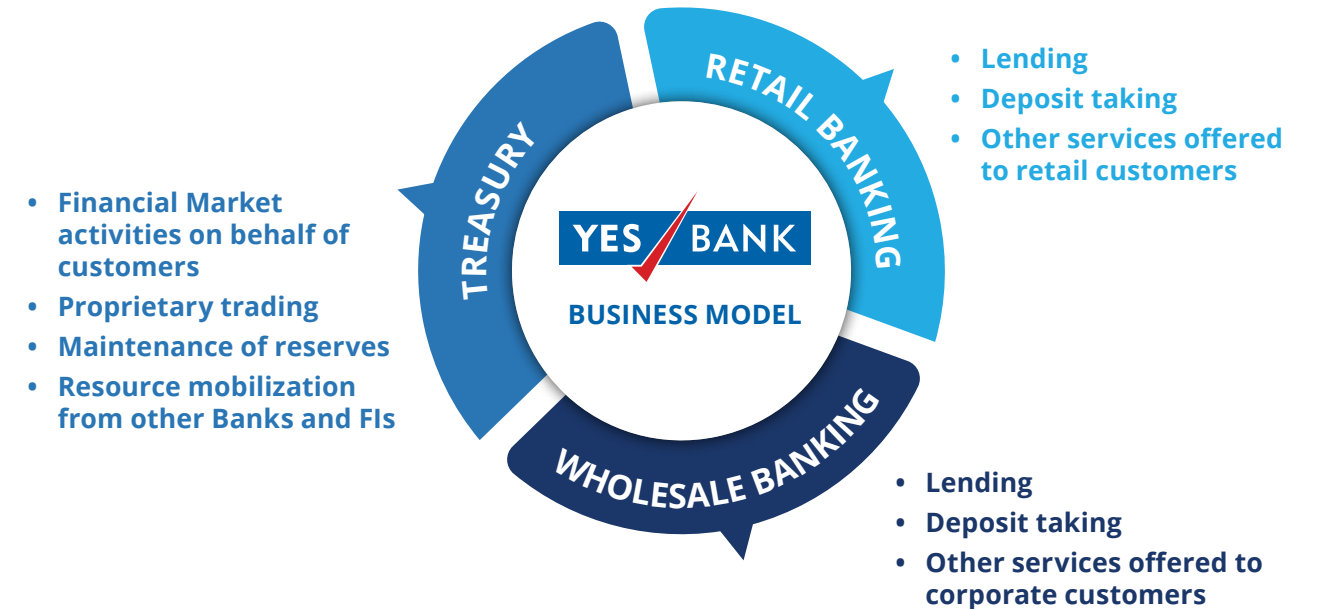 RETAIL BANKING
• Lending
• Deposit taking
• Other services offered
to retail customers
TREASURY
• Financial Market
activities on behalf of
customers
• Proprietary trading
• Maintenance of reserves
• Resource mobilization
from other Banks and FIs
YES BANK
BUSINESS MODEL
WHOLESALE BANKING
• Lending
• Deposit taking
• Other services offered to
corporate customers